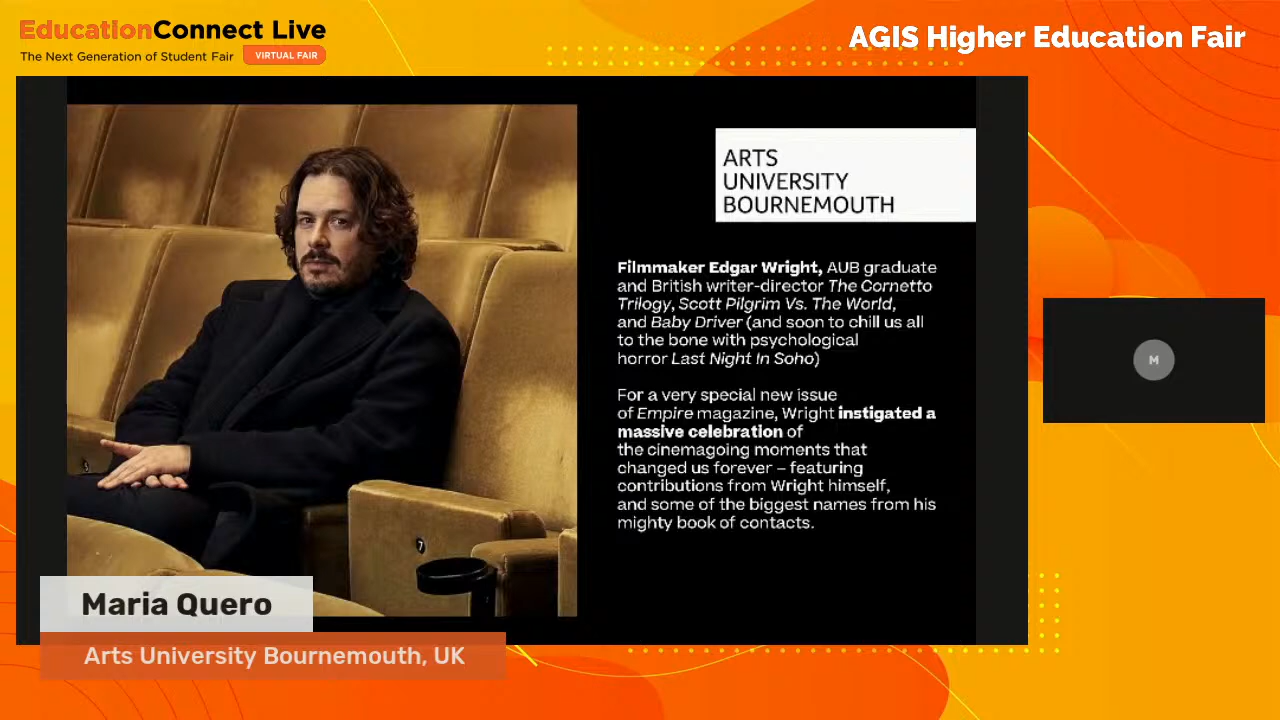 EducationConnect Live
The Next Generation of Student Fair
VIRTUAL FAIR
AGIS Higher Education Fair
ARTS
UNIVERSITY
BOURNEMOUTH
Filmmaker Edgar Wright, AUB graduate
and British writer-director The Cornetto
Trilogy, Scott Pilgrim Vs. The World,
and Baby Driver (and soon to chill us all
to the bone with psychological
horror Last Night In Soho)
For a very special new issue
of Empire magazine, Wright instigated a
massive celebration of
the cinemagoing moments that
changed us forever – featuring
contributions from Wright himself,
and some of the biggest names from his
mighty book of contacts.
M
7
Maria Quero
Arts University Bournemouth, UK